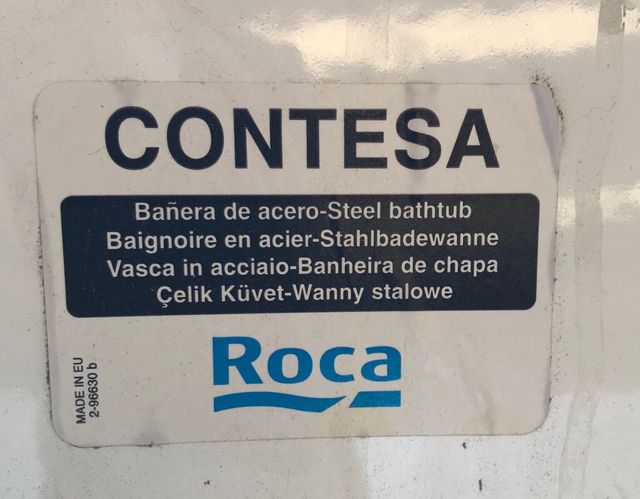 CONTESA
Bañera de acero-Steel bathtub
Baignoire en acier-Stahlbadewanne
Vasca in acciaio-Banheira de chapa
Çelik Küvet-Wanny stalowe
Roca
MADE IN EU
2-96630 b